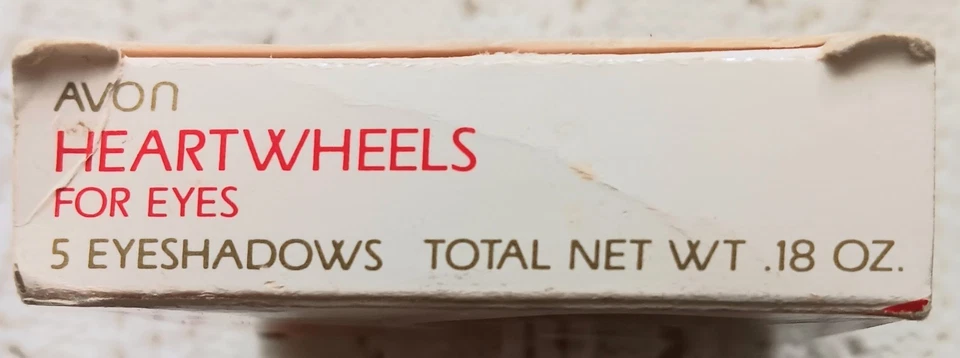 AVON
HEARTWHEELS
FOR EYES
5 EYESHADOWS TOTAL NET WT .18 OZ.